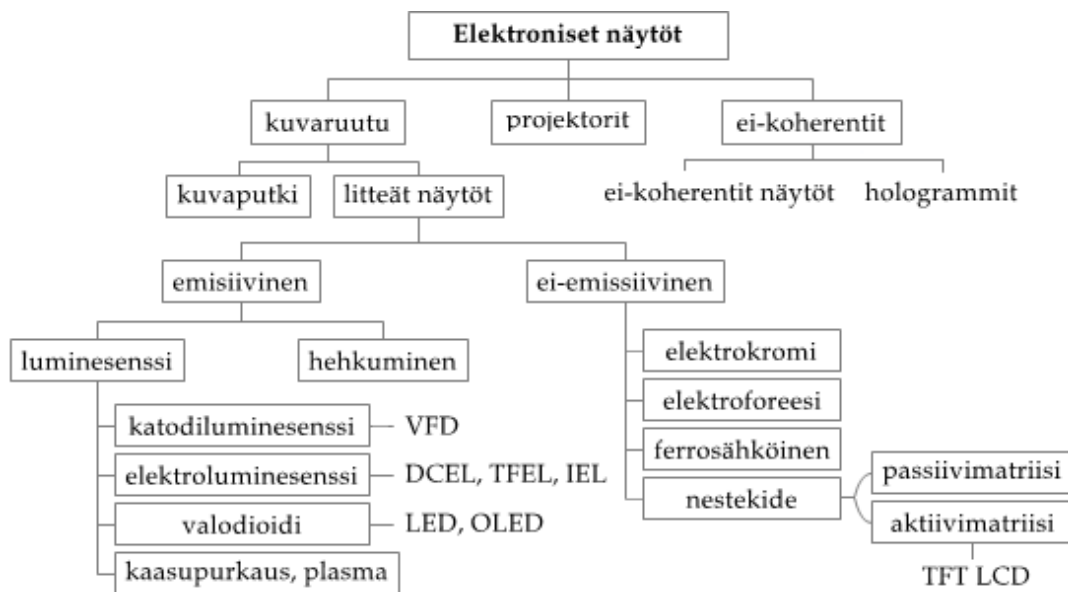 Elektroniset näytöt
kuvaruutu
projektorit
ei-koherentit
kuvaputki
litteät näytöt
ei-koherentit näytöt
hologrammit
emisiivinen
ei-emissiivinen
luminesenssi
hehkuminen
elektrokromi
elektroforeesi
katodiluminesenssi
VFD
ferrosähköinen
elektroluminesenssi
DCEL, TFEL, IEL
nestekide
passiivimatriisi
valodioidi
LED, OLED
aktiivimatriisi
kaasupurkaus, plasma
TFT LCD